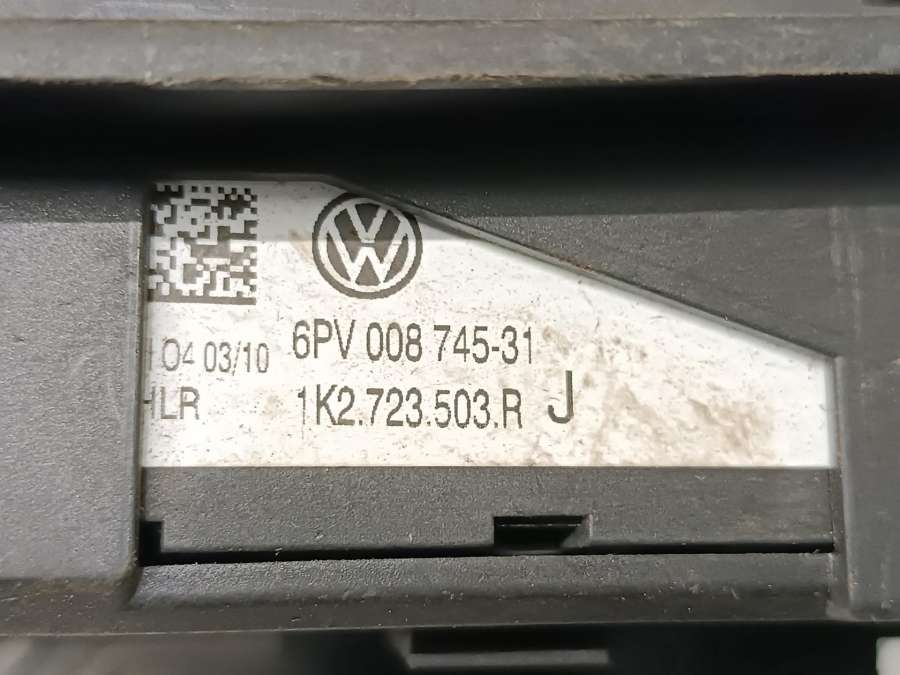 6PV 008 745-31
O4 03/10
1K2.723.503.R J
HLR